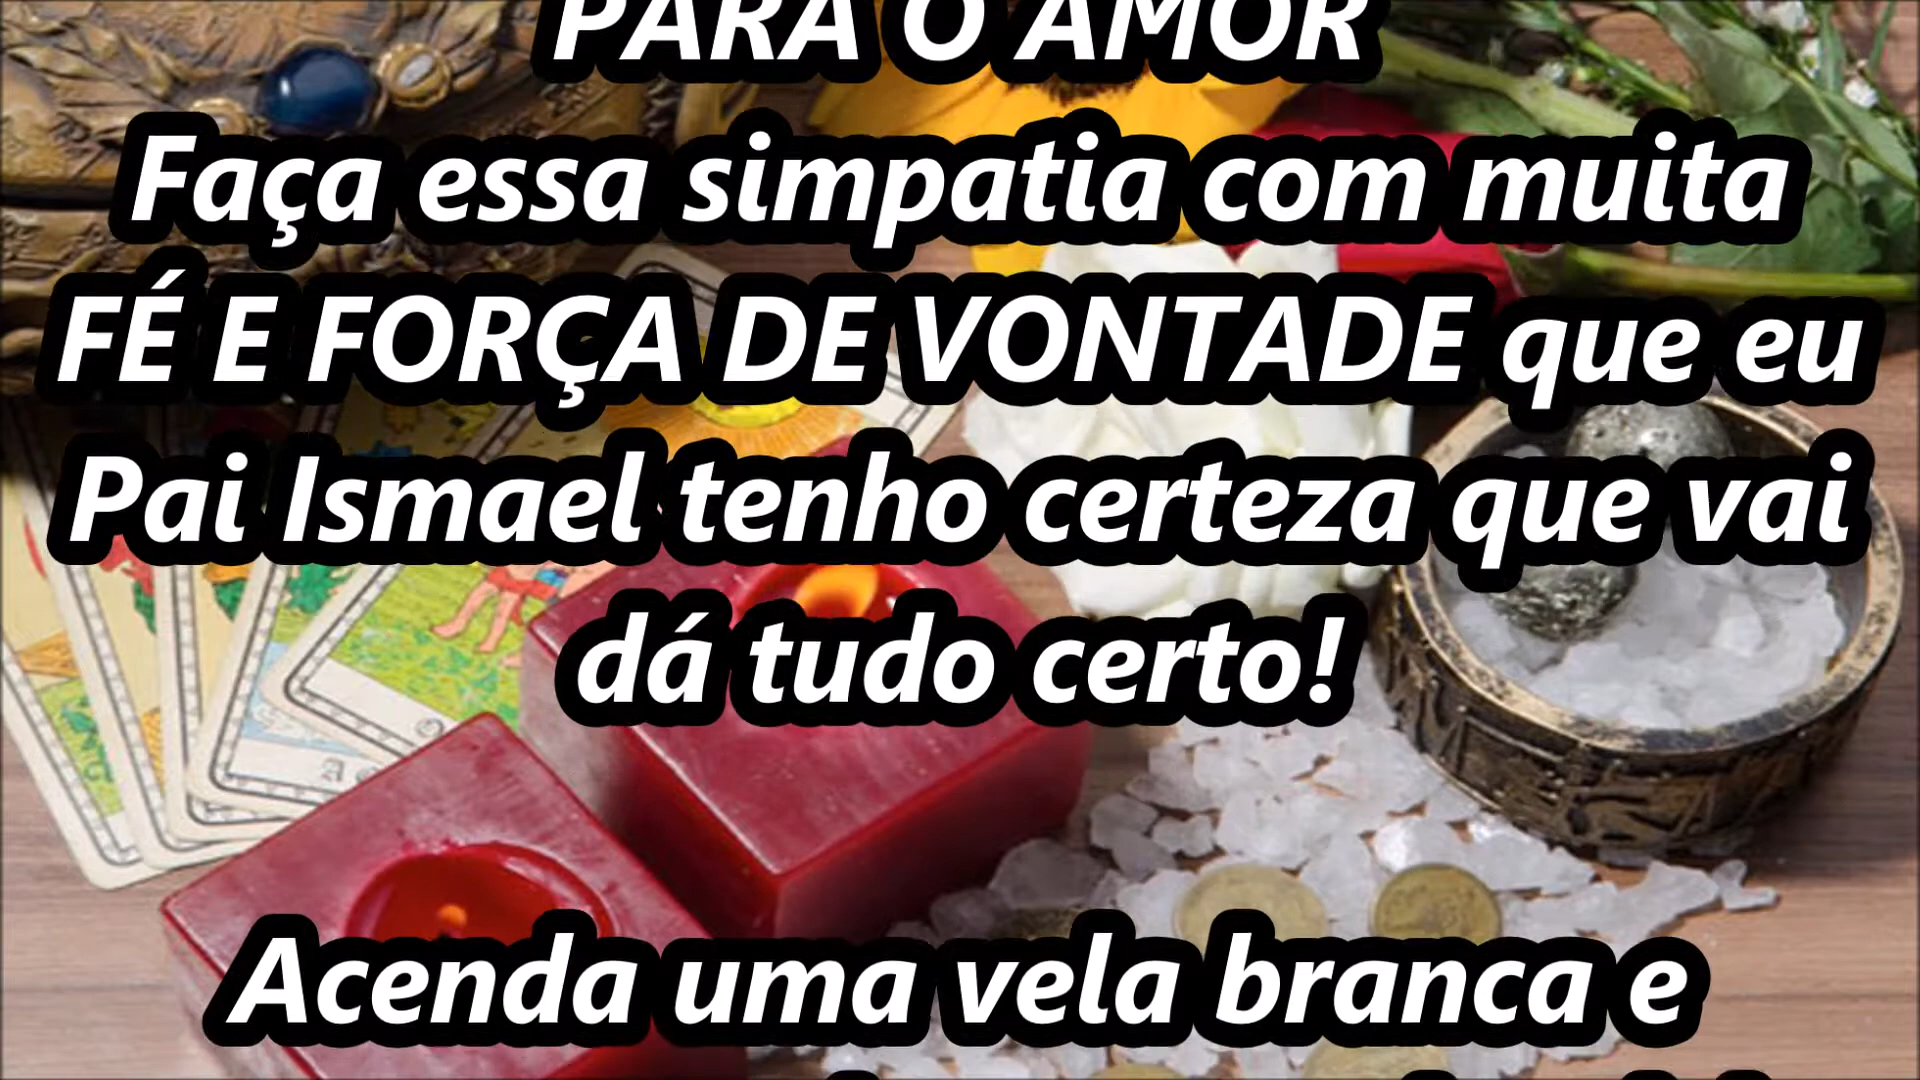 PARA O AMOR
Faça essa simpatia com muita
FÉ E FORÇA DE VONTADE que eu
Pai Ismael tenho certeza que vai
dá tudo certo!
Acenda uma vela branca e